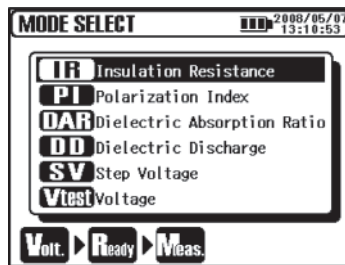 MODE SELECT 2008/05/07
13:10:53
IR Insulation Resistance
PI Polarization Index
DAR Dielectric Absorption Ratio
DD Dielectric Discharge
SV Step Voltage
Vtest Voltage
Volt. Ready Meas.